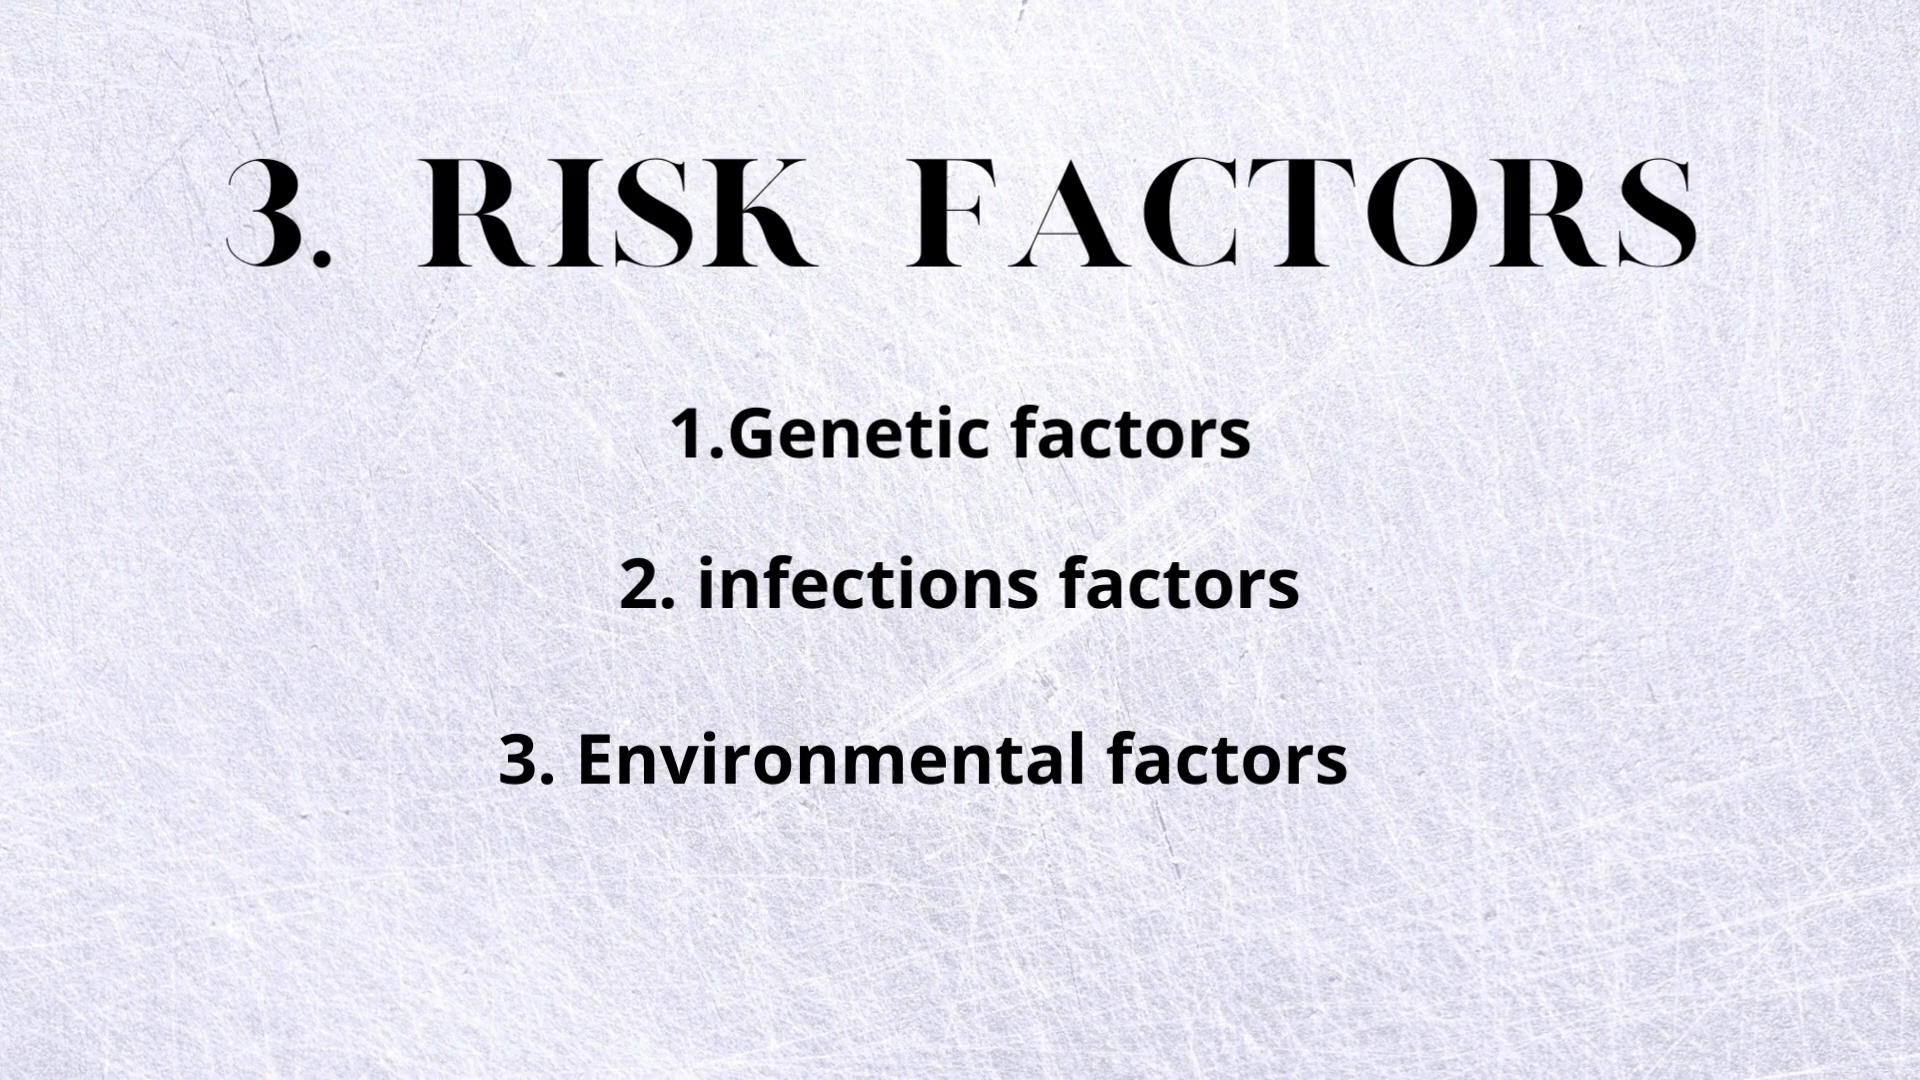 3. RISK FACTORS
1.Genetic factors
2. infections factors
3. Environmental factors